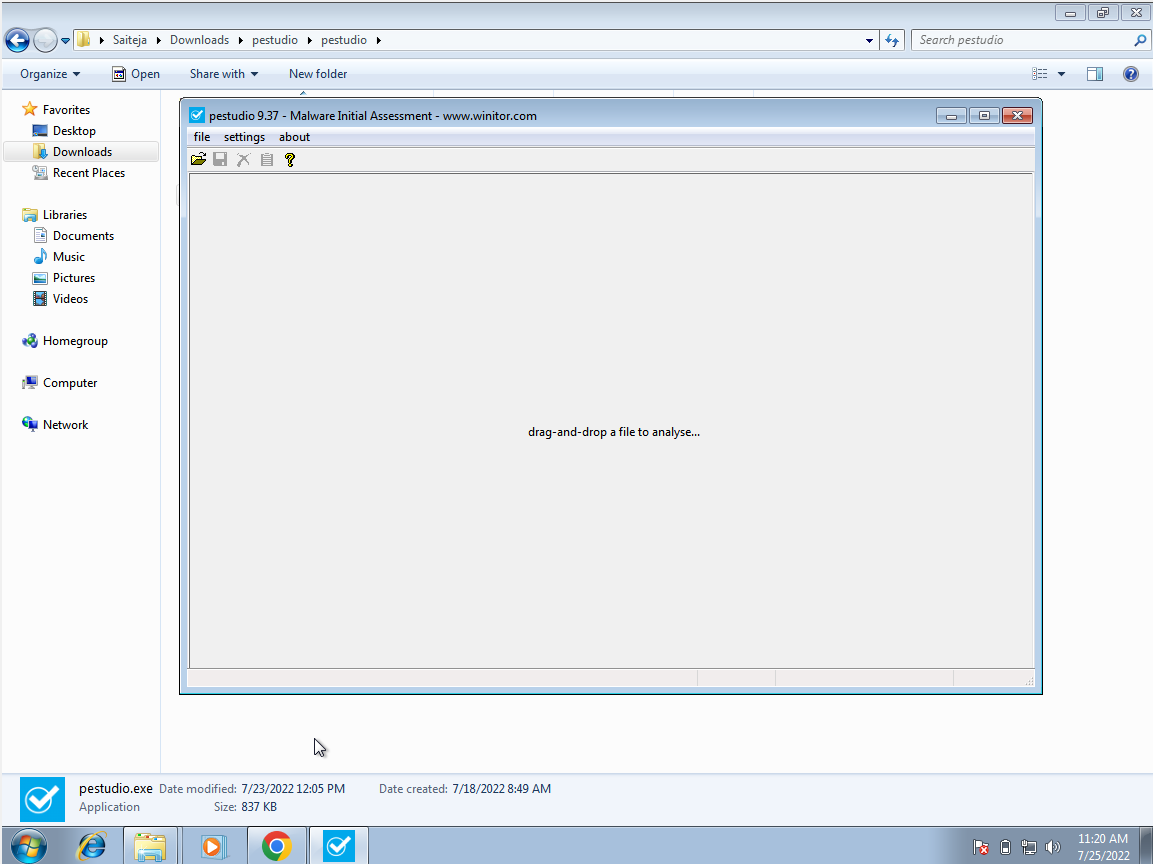 Saiteja Downloads pestudio pestudio
Search pestudio
Organize Open Share with New folder
Favorites
Desktop
Downloads
Recent Places
Libraries
Documents
Music
Pictures
Videos
Homegroup
Computer
Network
pestudio 9.37 - Malware Initial Assessment - www.winitor.com
file settings about
drag-and-drop a file to analyse...
pestudio.exe Date modified: 7/23/2022 12:05 PM Date created: 7/18/2022 8:49 AM
Application Size: 837 KB
11:20 AM
7/25/2022